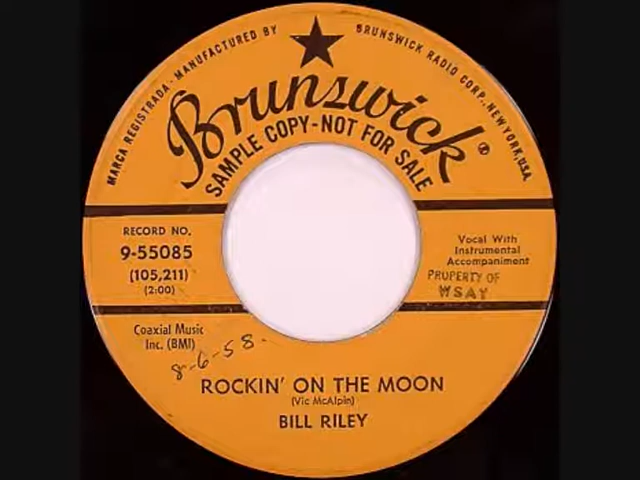 MARCA REGISTRADA - MANUFACTURED BY
BRUNSWICK RADIO CORP., NEW YORK, U.S.A.
Brunswick®
SAMPLE COPY-NOT FOR SALE
RECORD NO.
9-55085
(105,211)
(2:00)
Vocal With
Instrumental
Accompaniment
PROPERTY OF
WSAY
Coaxial Music
Inc. (BMI)
8-6-58-
ROCKIN' ON THE MOON
(Vic McAlpin)
BILL RILEY